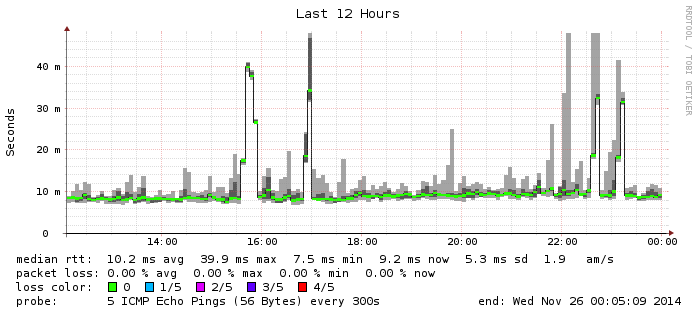 Last 12 Hours
RRDTOOL / TOBI OETIKER
Seconds
40 m
30 m
20 m
10 m
0
14:00 16:00 18:00 20:00 22:00 00:00
median rtt: 10.2 ms avg 39.9 ms max 7.5 ms min 9.2 ms now 5.3 ms sd 1.9 am/s
packet loss: 0.00 % avg 0.00 % max 0.00 % min 0.00 % now
loss color: 0 1/5 2/5 3/5 4/5
probe: 5 ICMP Echo Pings (56 Bytes) every 300s end: Wed Nov 26 00:05:09 2014